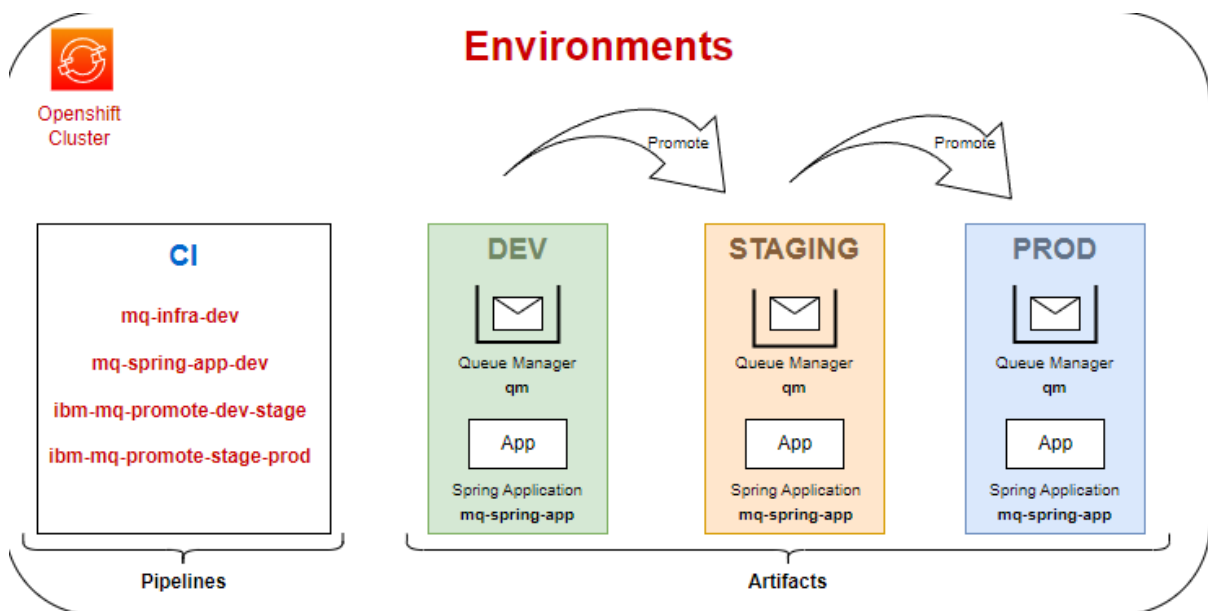 Environments
Openshift
Cluster
Promote
Promote
CI
mq-infra-dev
mq-spring-app-dev
ibm-mq-promote-dev-stage
ibm-mq-promote-stage-prod
DEV
Queue Manager
qm
App
Spring Application
mq-spring-app
STAGING
Queue Manager
qm
App
Spring Application
mq-spring-app
PROD
Queue Manager
qm
App
Spring Application
mq-spring-app
Pipelines
Artifacts